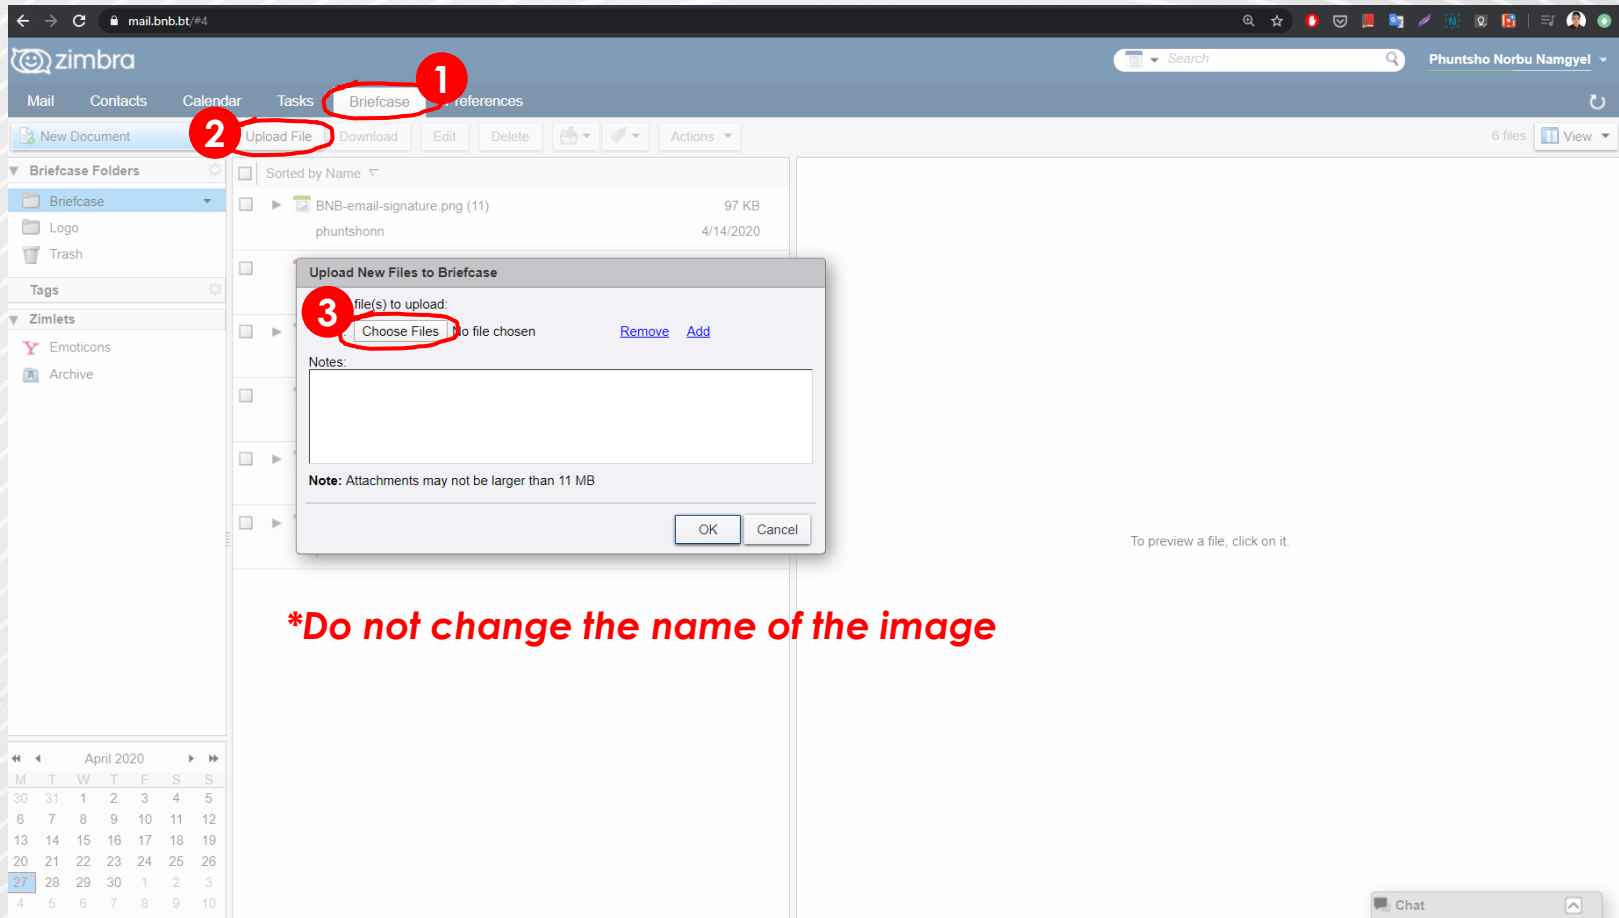 mail.bnb.bt/#4
zimbra
Search
Phuntsho Norbu Namgyel
1
Mail Contacts Calendar Tasks Briefcase references
New Document 2 Upload File Download Edit Delete Actions 6 files View
Briefcase Folders
Sorted by Name
Briefcase
BNB-email-signature.png (11) 97 KB
Logo
phuntshonn 4/14/2020
Trash
Upload New Files to Briefcase
Tags
3 file(s) to upload:
Zimlets
Choose Files No file chosen Remove Add
Emoticons
Notes:
Archive
Note: Attachments may not be larger than 11 MB
OK Cancel
To preview a file, click on it.
*Do not change the name of the image
April 2020
M T W T F S S
30 31 1 2 3 4 5
6 7 8 9 10 11 12
13 14 15 16 17 18 19
20 21 22 23 24 25 26
27 28 29 30 1 2 3
4 5 6 7 8 9 10
Chat